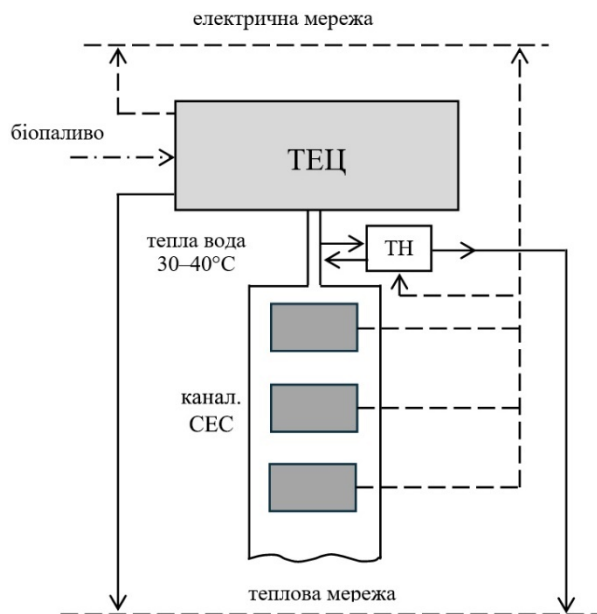 електрична мережа
біопаливо
ТЕЦ
тепла вода
30–40°C
ТН
канал.
СЕС
теплова мережа